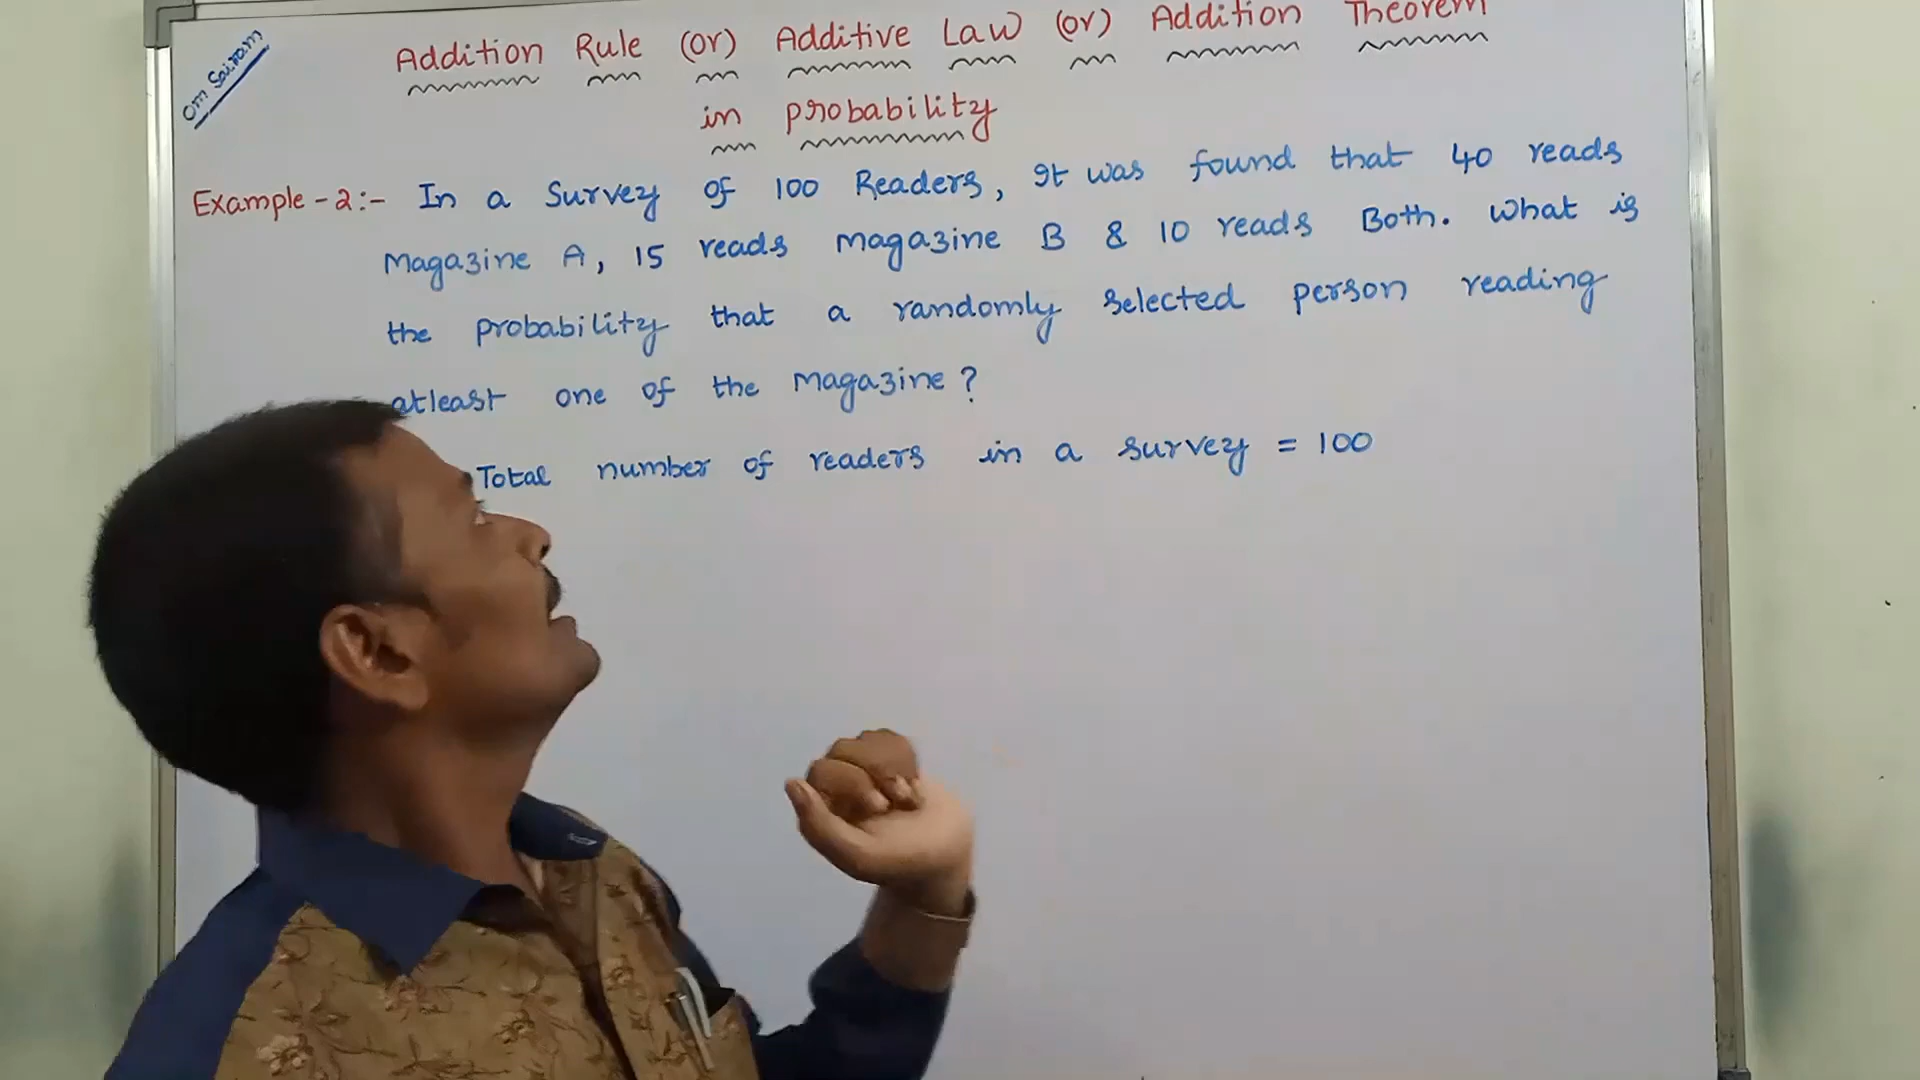 Om Sairam
Addition Rule (or) Additive Law (or) Addition Theorem
in probability
Example-2:- In a Survey of 100 Readers, It was found that 40 reads
Magazine A, 15 reads magazine B & 10 reads Both. What is
the probability that a randomly selected person reading
atleast one of the Magazine?
Total number of readers in a survey = 100